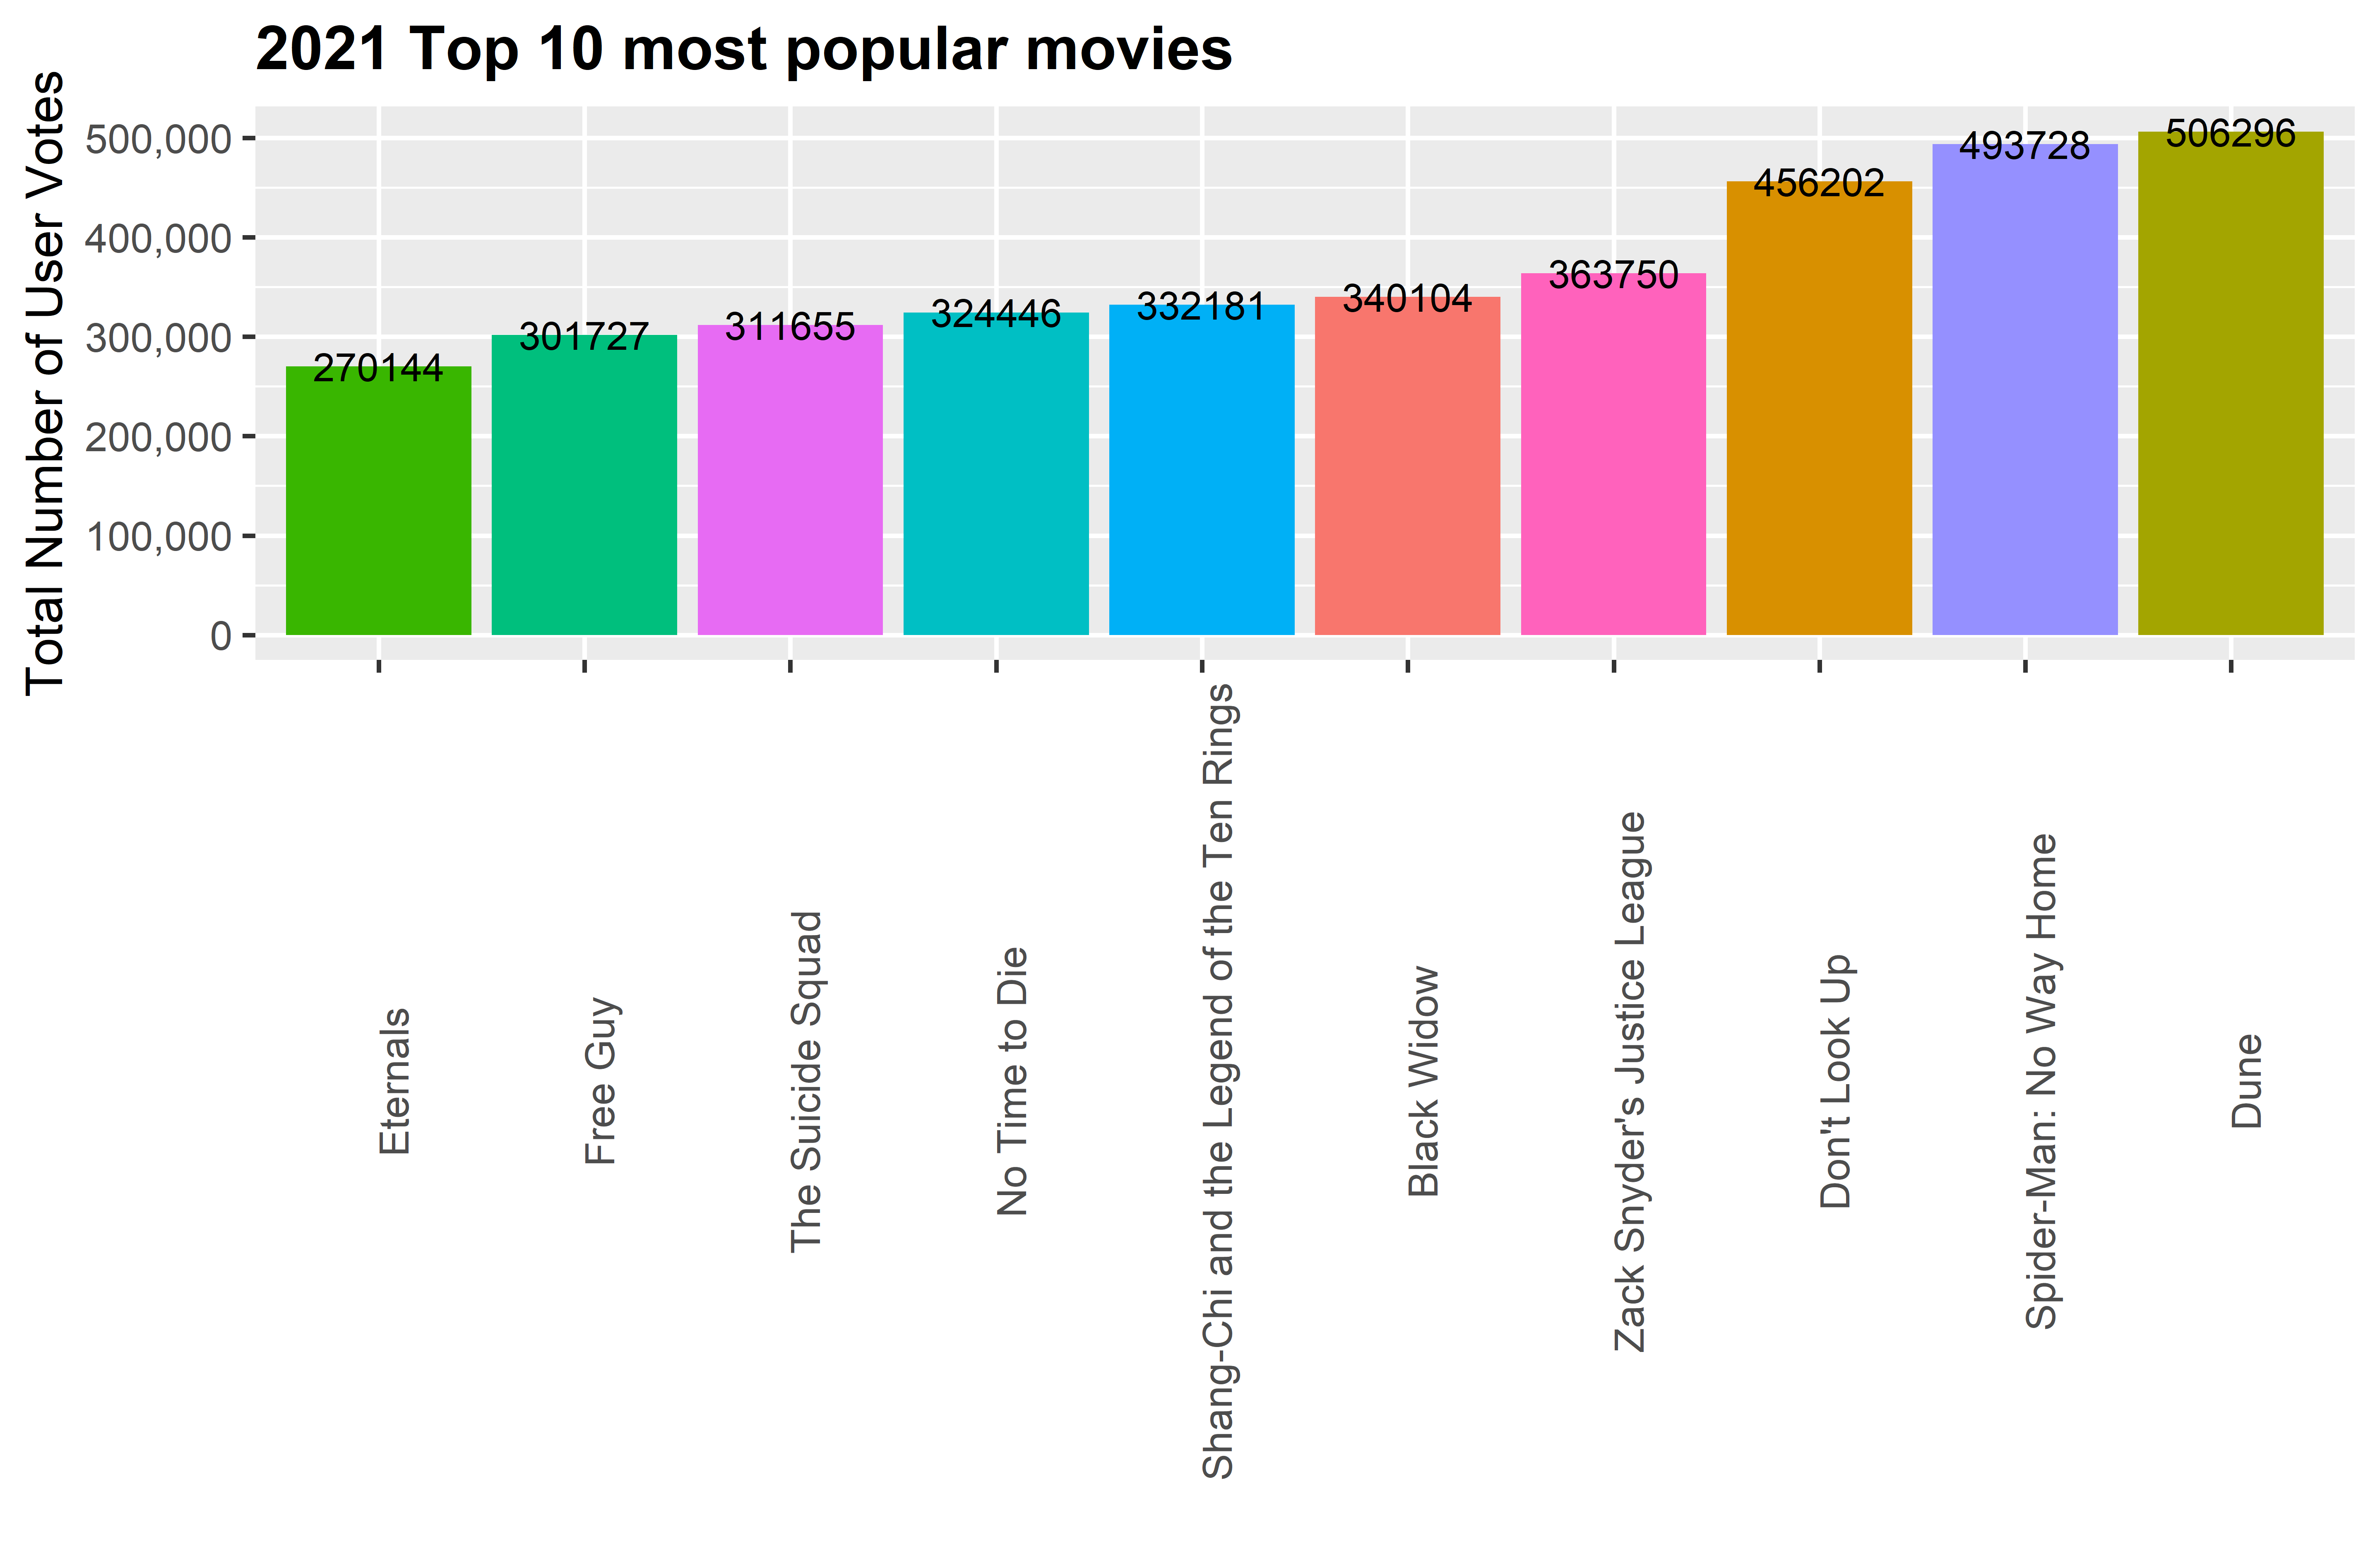 2021 Top 10 most popular movies
Total Number of User Votes
500,000
400,000
300,000
200,000
100,000
0
270144
301727
311655
324446
332181
340104
363750
456202
493728
506296
Eternals
Free Guy
The Suicide Squad
No Time to Die
Shang-Chi and the Legend of the Ten Rings
Black Widow
Zack Snyder's Justice League
Don't Look Up
Spider-Man: No Way Home
Dune